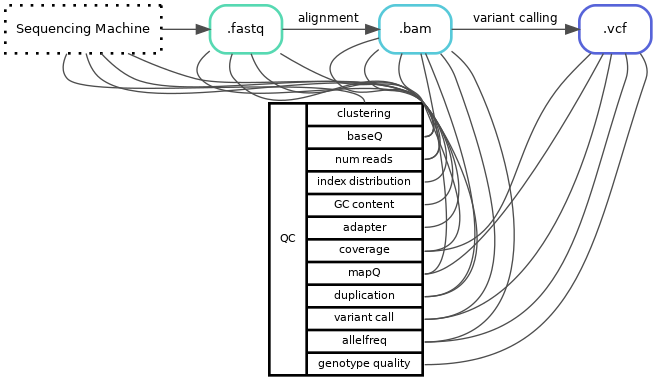 Sequencing Machine
.fastq
alignment
.bam
variant calling
.vcf
QC
clustering
baseQ
num reads
index distribution
GC content
adapter
coverage
mapQ
duplication
variant call
allelfreq
genotype quality